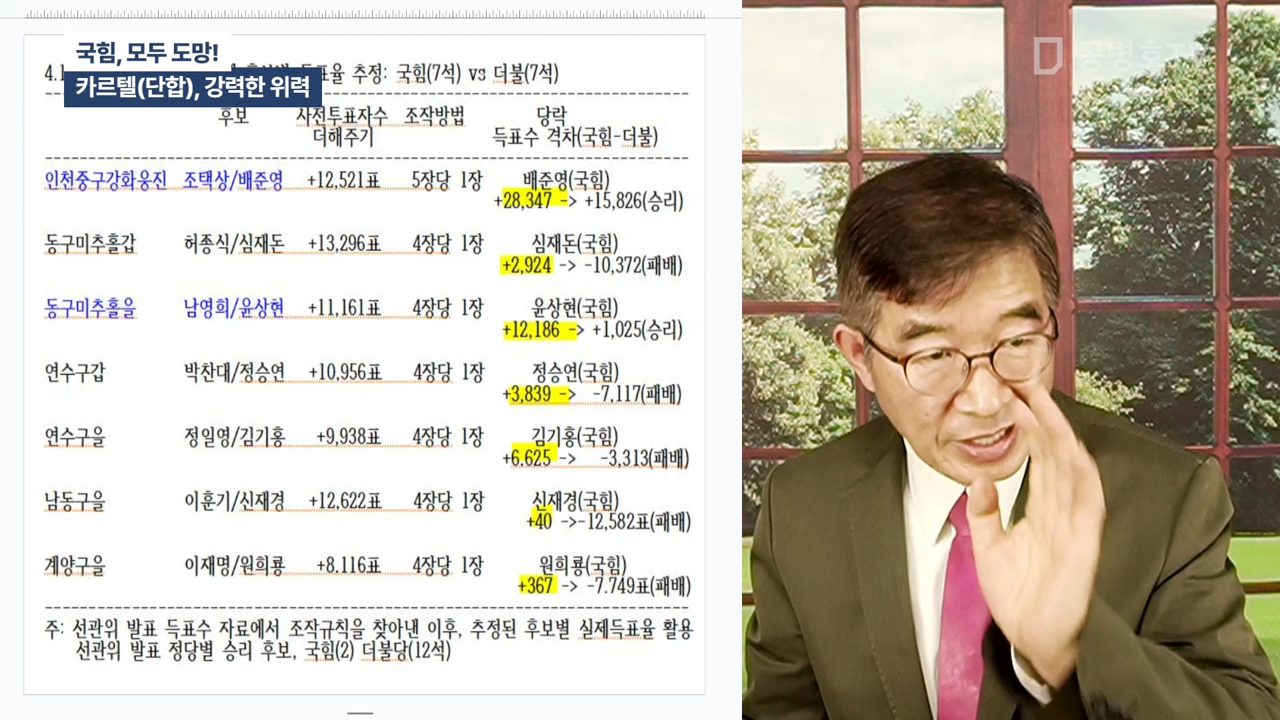 국힘, 모두 도망!
카르텔(단합), 강력한 위력
4.1 득표율 추정: 국힘(7석) vs 더불(7석)
후보 사전투표자수 조작방법 당락
더해주기 득표수 격차(국힘-더불)
인천중구강화옹진 조택상/배준영 +12,521표 5장당 1장 배준영(국힘)
+28,347 -> +15,826(승리)
동구미추홀갑 허종식/심재돈 +13,296표 4장당 1장 심재돈(국힘)
+2,924 -> -10,372(패배)
동구미추홀을 남영희/윤상현 +11,161표 4장당 1장 윤상현(국힘)
+12,186 -> +1,025(승리)
연수구갑 박찬대/정승연 +10,956표 4장당 1장 정승연(국힘)
+3,839 -> -7,117(패배)
연수구을 정일영/김기흥 +9,938표 4장당 1장 김기흥(국힘)
+6,625 -> -3,313(패배)
남동구을 이훈기/신재경 +12,622표 4장당 1장 신재경(국힘)
+40 ->-12,582표(패배)
계양구을 이재명/원희룡 +8,116표 4장당 1장 원희룡(국힘)
+367 -> -7.749표(패배)
주: 선관위 발표 득표수 자료에서 조작규칙을 찾아낸 이후, 추정된 후보별 실제득표율 활용
선관위 발표 정당별 승리 후보, 국힘(2) 더불당(12석)
공병호TV